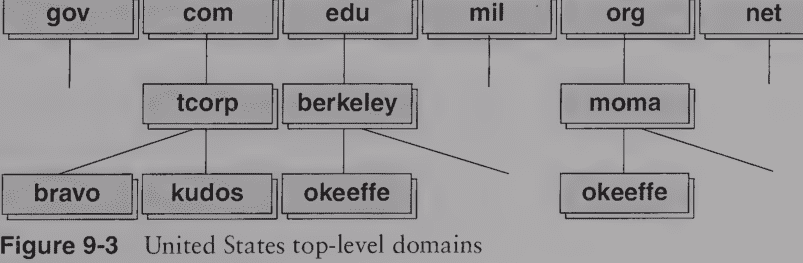 gov com edu mil org net
tcorp berkeley moma
bravo kudos okeeffe okeeffe
Figure 9-3 United States top-level domains